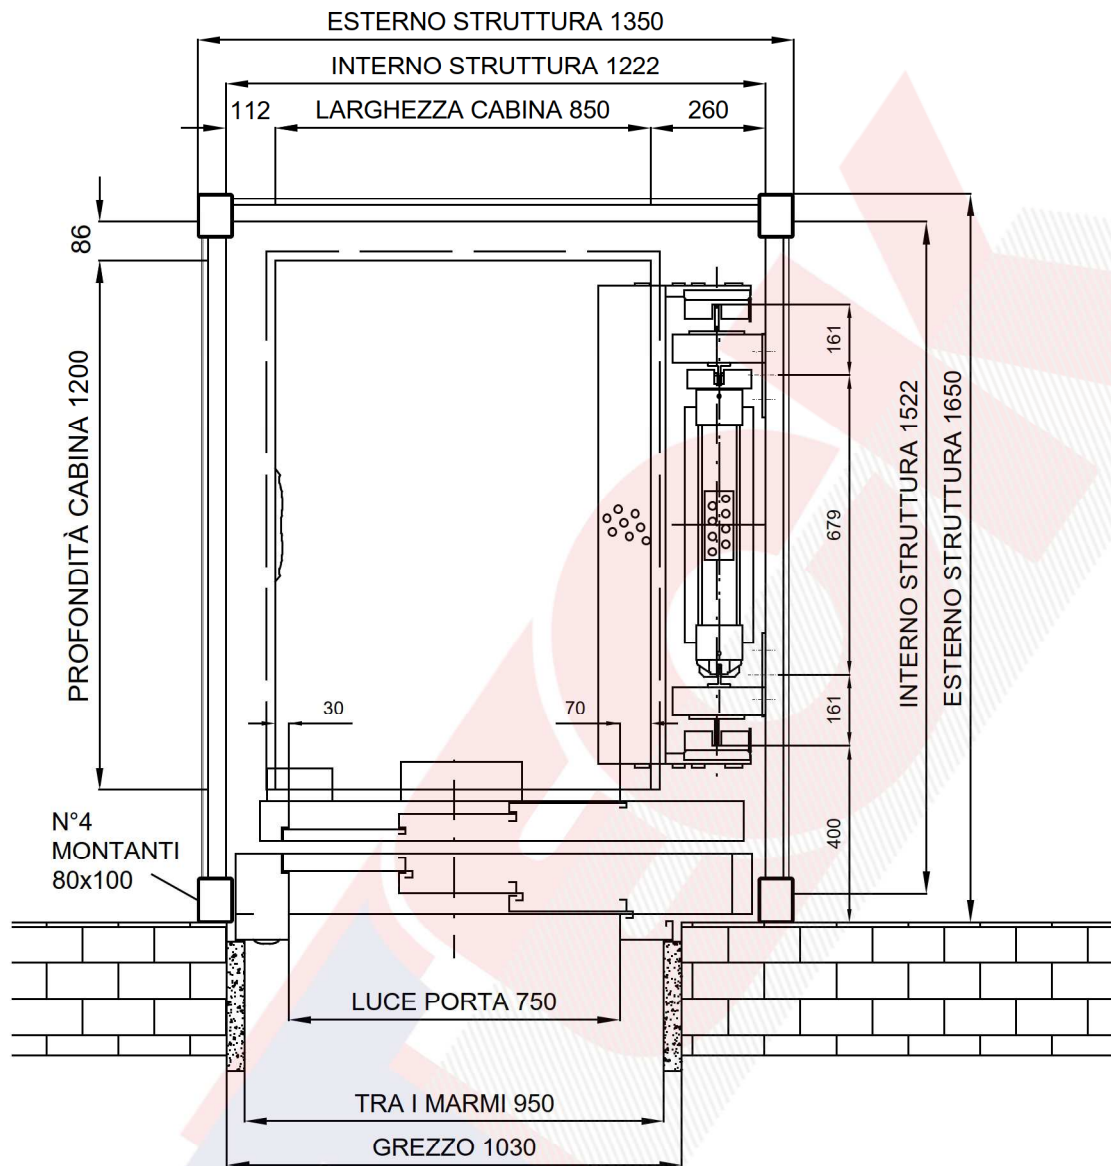 ESTERNO STRUTTURA 1350
INTERNO STRUTTURA 1222
112
LARGHEZZA CABINA 850
260
86
PROFONDITÀ CABINA 1200
161
679
INTERNO STRUTTURA 1522
ESTERNO STRUTTURA 1650
30
70
161
400
N°4
MONTANTI
80x100
LUCE PORTA 750
TRA I MARMI 950
GREZZO 1030